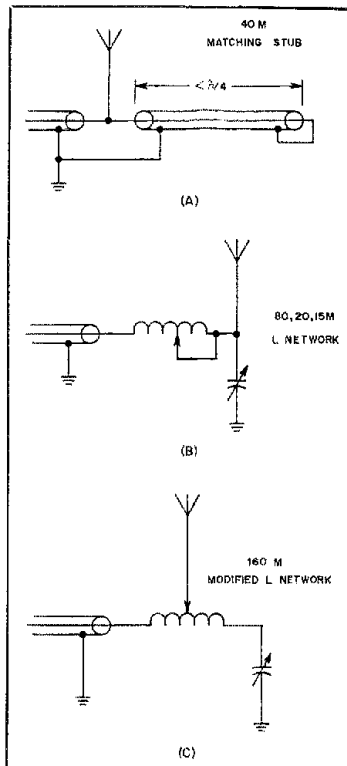 40 M
MATCHING STUB
<λ/4
(A)
80,20,15M
L NETWORK
(B)
160 M
MODIFIED L NETWORK
(C)